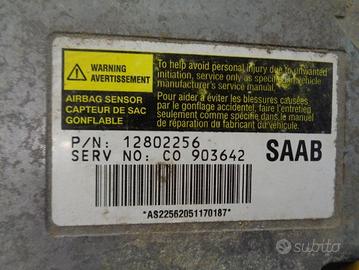 WARNING
AVERTISSEMENT
AIRBAG SENSOR
CAPTEUR DE SAC
GONFLABLE
To help avoid personal injury due to unwanted
initiation, service only as specified in vehicle
manufacturer's service manual.
Pour aider à éviter les blessures causées
par le gonflage accidentel, faire l'entretien
seulement comme spécifié dans le manuel
de réparation du fabricant du véhicule.
P/N: 12802256
SERV NO: CO 903642
SAAB
*AS22562051170187*
subito